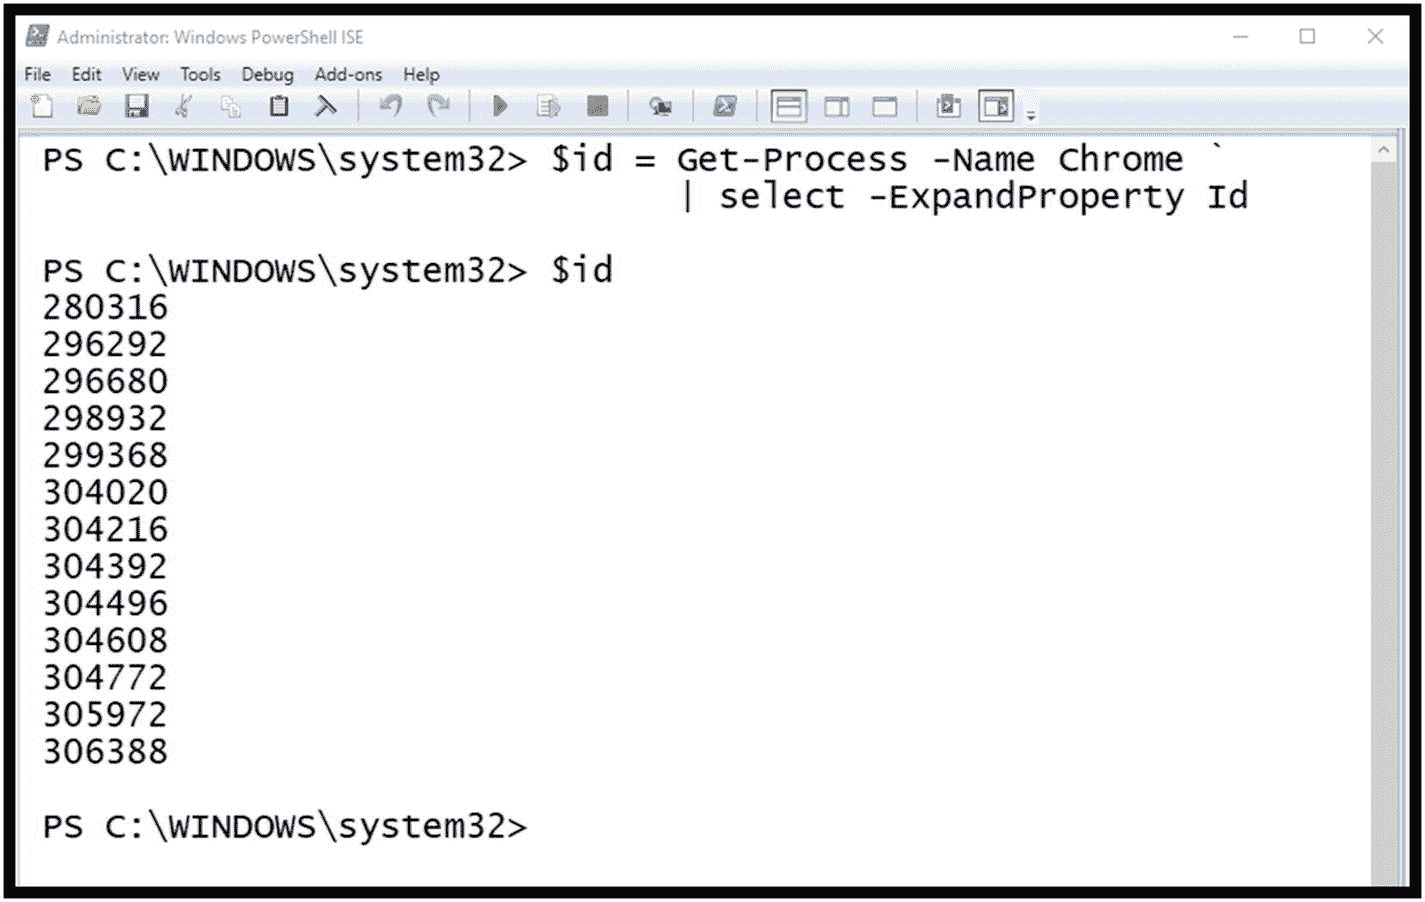 Administrator: Windows PowerShell ISE
File Edit View Tools Debug Add-ons Help
PS C:\WINDOWS\system32> $id = Get-Process -Name Chrome `
| select -ExpandProperty Id
PS C:\WINDOWS\system32> $id
280316
296292
296680
298932
299368
304020
304216
304392
304496
304608
304772
305972
306388
PS C:\WINDOWS\system32>